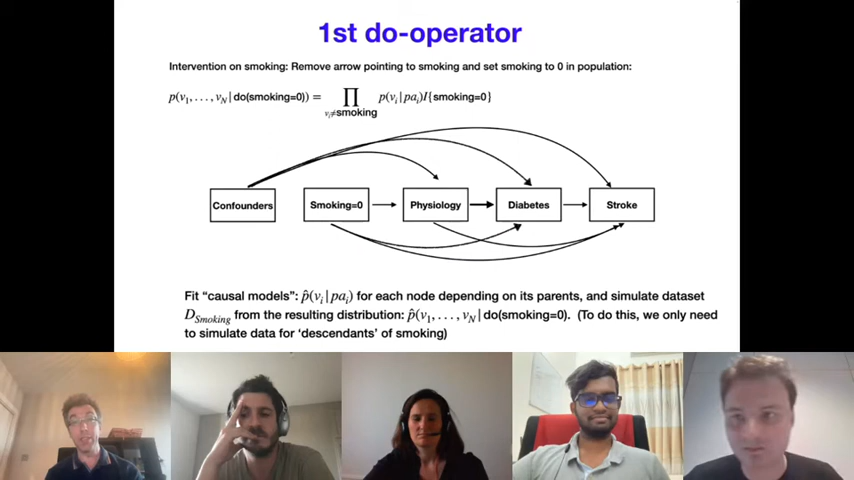 1st do-operator
Intervention on smoking: Remove arrow pointing to smoking and set smoking to 0 in population:
p(v₁, . . . , v_N | do(smoking=0)) = ∏ p(vᵢ | paᵢ)I{smoking=0}
vᵢ≠smoking
Confounders
Smoking=0
Physiology
Diabetes
Stroke
Fit “causal models”: p̂(vᵢ | paᵢ) for each node depending on its parents, and simulate dataset
D_Smoking from the resulting distribution: p̂(v₁, . . . , v_N | do(smoking=0). (To do this, we only need
to simulate data for ‘descendants’ of smoking)